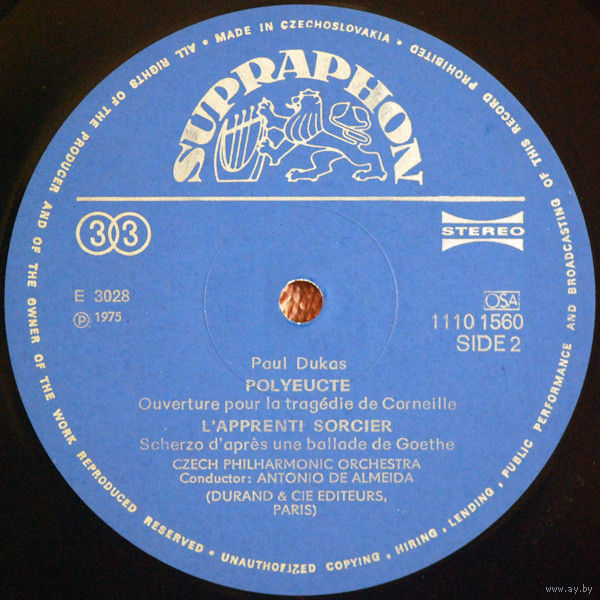 ALL RIGHTS OF THE PRODUCER AND OF THE OWNER OF THE WORK REPRODUCED RESERVED • UNAUTHORIZED COPYING, HIRING, LENDING, PUBLIC PERFORMANCE AND BROADCASTING OF THIS RECORD PROHIBITED • MADE IN CZECHOSLOVAKIA •
SUPRAPHON
33
STEREO
E 3028
℗ 1975
OSA
1110 1560
SIDE 2
Paul Dukas
POLYEUCTE
Ouverture pour la tragédie de Corneille
L'APPRENTI SORCIER
Scherzo d'après une ballade de Goethe
CZECH PHILHARMONIC ORCHESTRA
Conductor: ANTONIO DE ALMEIDA
(DURAND & CIE EDITEURS,
PARIS)
www.ay.by